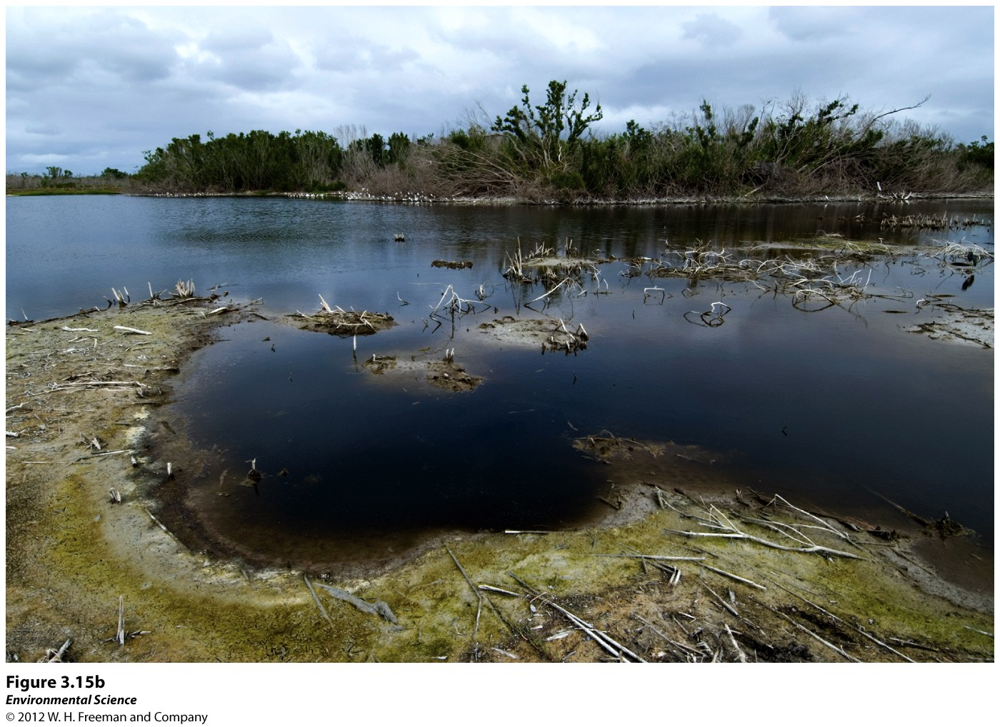 Figure 3.15b
Environmental Science
© 2012 W. H. Freeman and Company